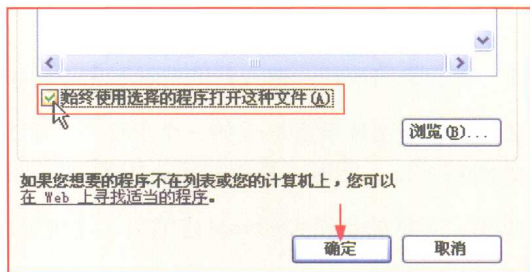 始终使用选择的程序打开这种文件(A)
浏览(B)...
如果您想要的程序不在列表或您的计算机上,您可以
在 Web 上寻找适当的程序。
确定
取消